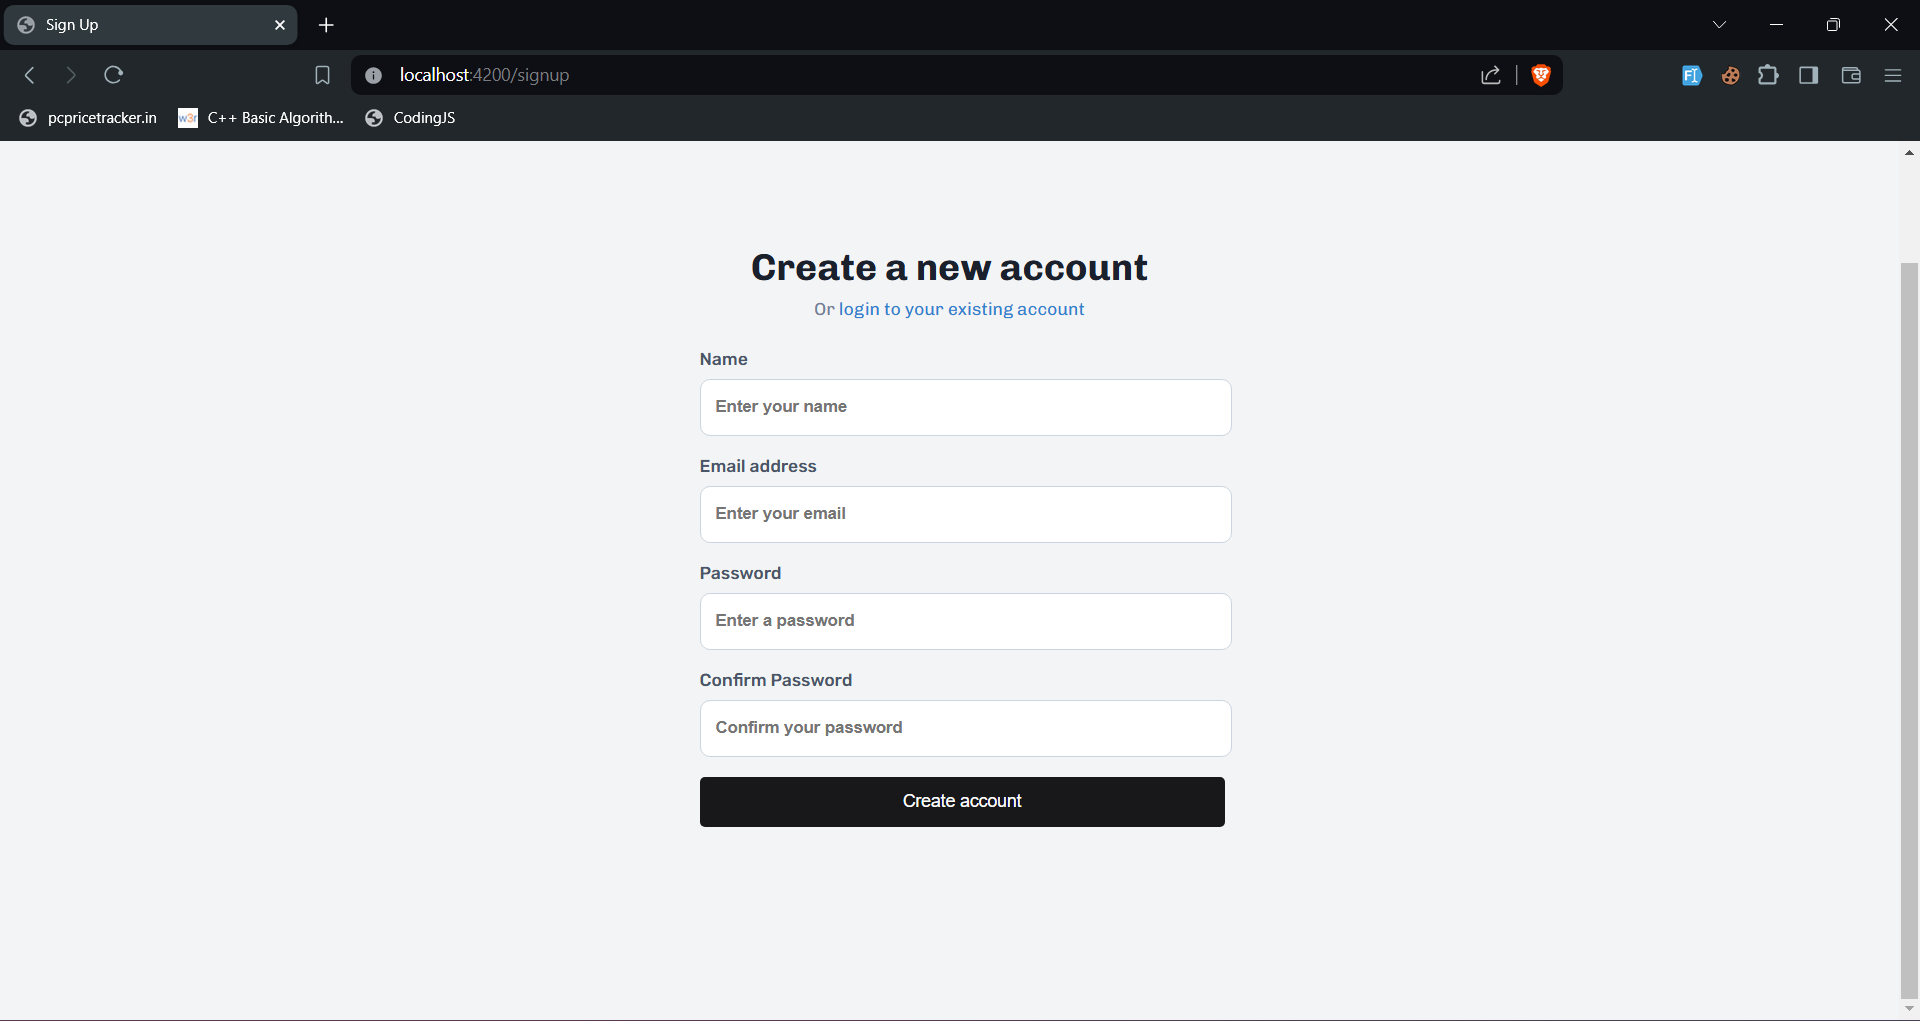 Sign Up
localhost:4200/signup
pcpricetracker.in
w3r C++ Basic Algorith...
CodingJS
Create a new account
Or login to your existing account
Name
Enter your name
Email address
Enter your email
Password
Enter a password
Confirm Password
Confirm your password
Create account